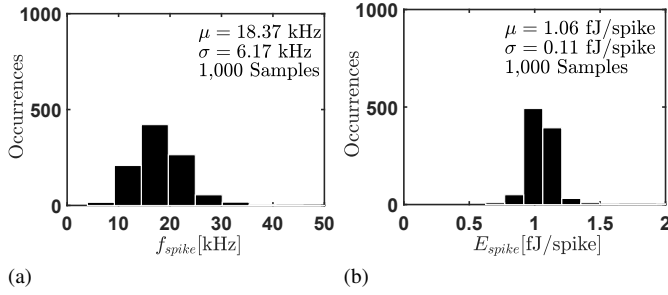 1000
500
0
Occurrences
μ = 18.37 kHz
σ = 6.17 kHz
1,000 Samples
0 10 20 30 40 50
f_spike[kHz]
(a)
1000
500
0
Occurrences
μ = 1.06 fJ/spike
σ = 0.11 fJ/spike
1,000 Samples
0 0.5 1 1.5 2
E_spike[fJ/spike]
(b)